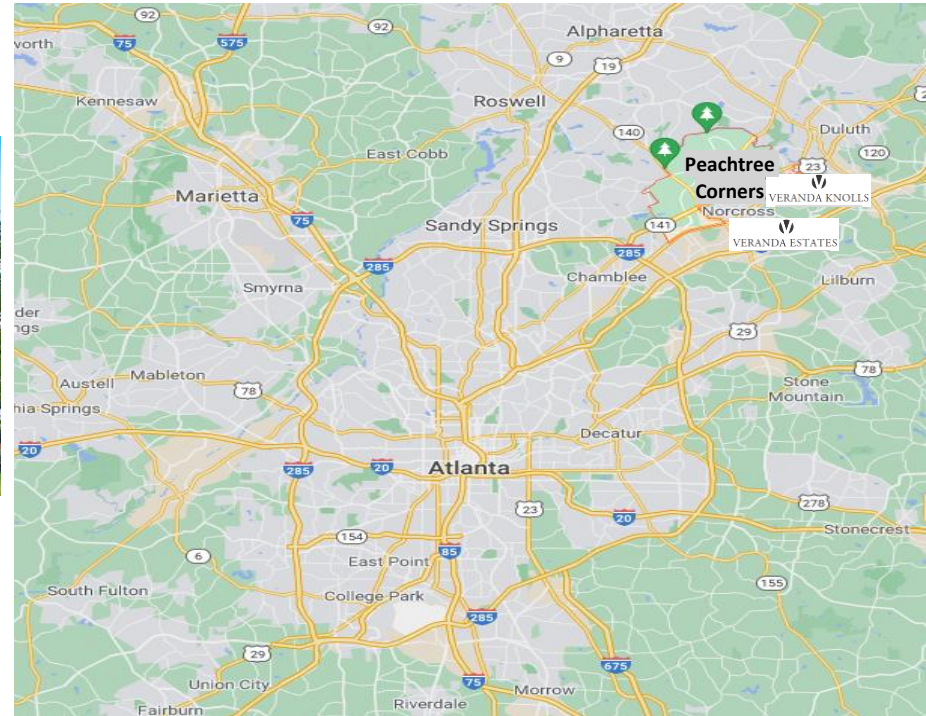 92
92
75
575
Alpharetta
worth
9
19
Kennesaw
Roswell
140
Duluth
120
East Cobb
23
Peachtree
Corners
VERANDA KNOLLS
Marietta
Norcross
75
Sandy Springs
141
VERANDA ESTATES
285
285
Chamblee
Lilburn
Smyrna
29
78
Mableton
Austell
78
Stone
Mountain
Decatur
20
285
20
Atlanta
278
23
20
Stonecrest
154
6
East Point
85
155
South Fulton
College Park
285
29
675
Union City
75
Morrow
Riverdale
Fairburn